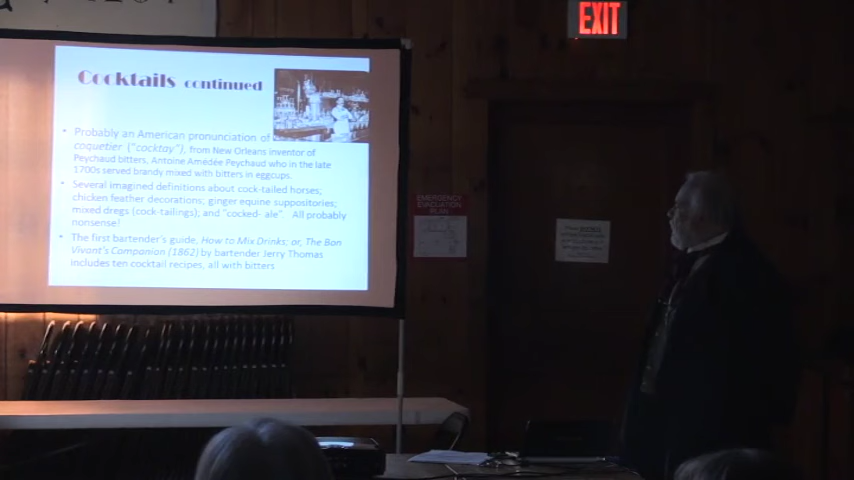 EXIT
Cocktails continued
• Probably an American pronunciation of
coquetier ("cocktay"), from New Orleans inventor of
Peychaud bitters, Antoine Amédée Peychaud who in the late
1700s served brandy mixed with bitters in eggcups.
• Several imagined definitions about cock-tailed horses;
chicken feather decorations; ginger equine suppositories;
mixed dregs (cock-tailings); and "cocked- ale". All probably
nonsense!
• The first bartender's guide, How to Mix Drinks; or, The Bon
Vivant's Companion (1862) by bartender Jerry Thomas
includes ten cocktail recipes, all with bitters
EMERGENCY
EVACUATION
PLAN